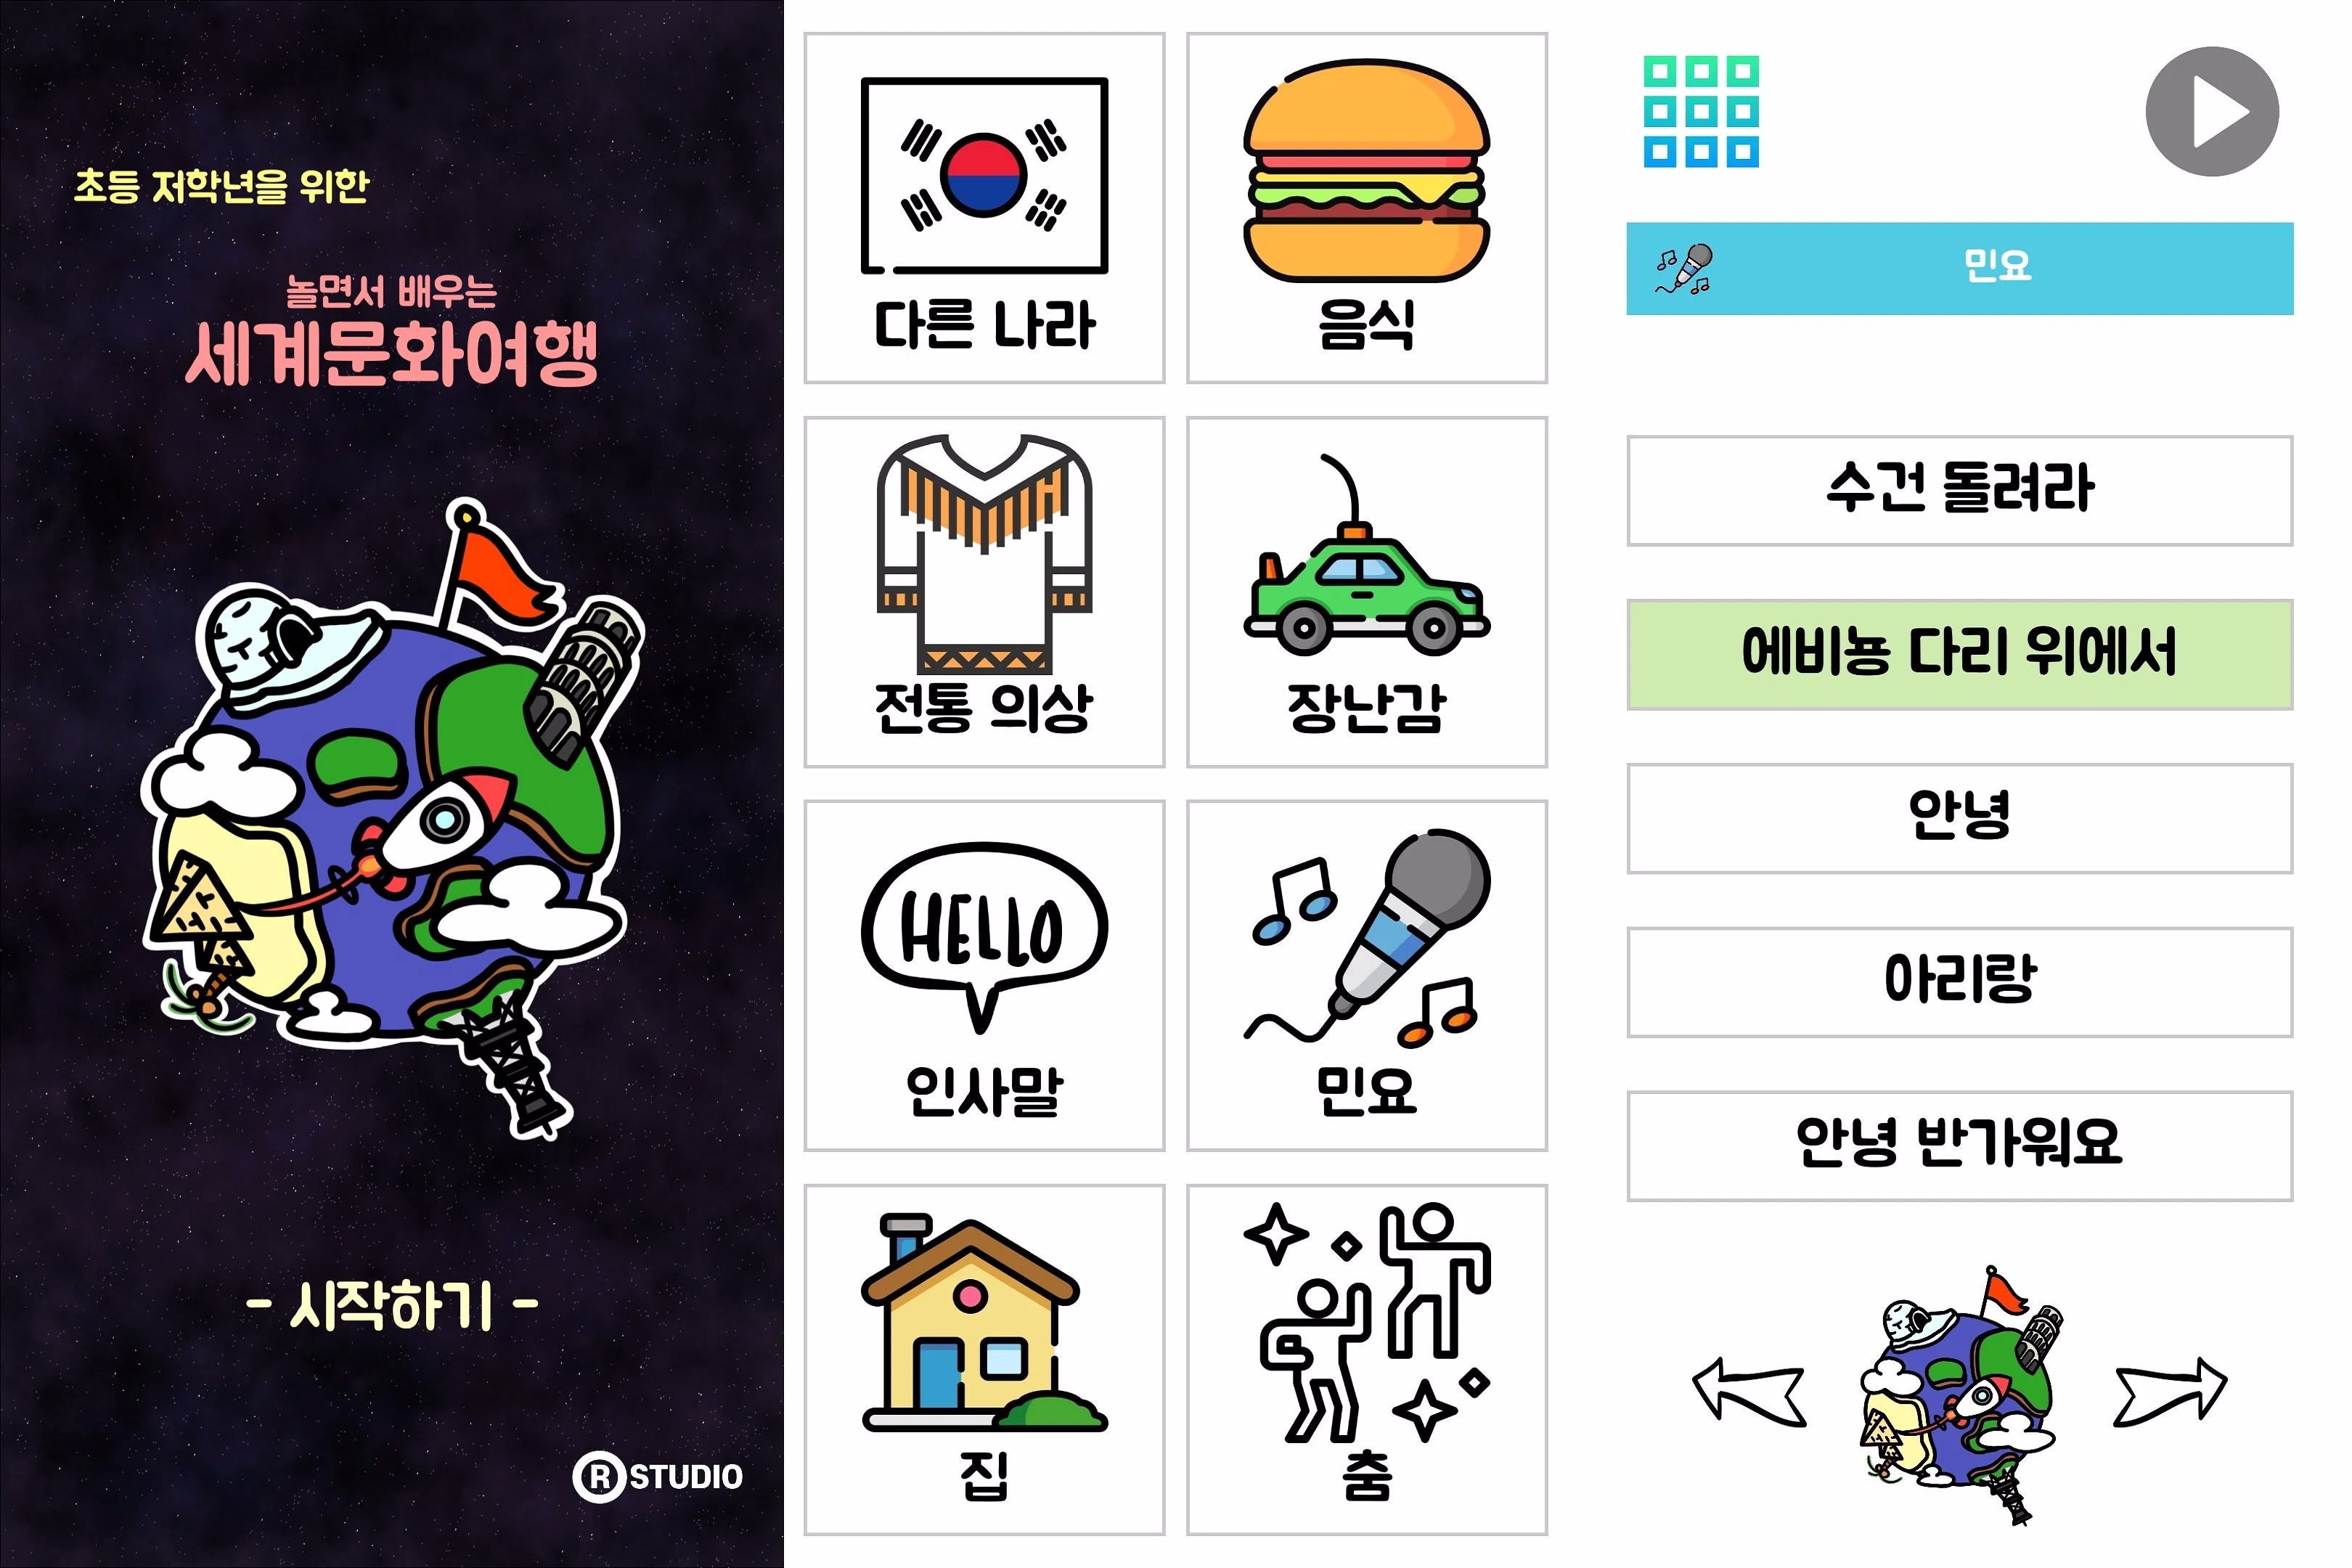 초등 저학년을 위한
놀면서 배우는
세계문화여행
- 시작하기 -
R STUDIO
다른 나라
음식
전통 의상
장난감
HELLO
인사말
민요
집
춤
민요
수건 돌려라
에비뇽 다리 위에서
안녕
아리랑
안녕 반가워요